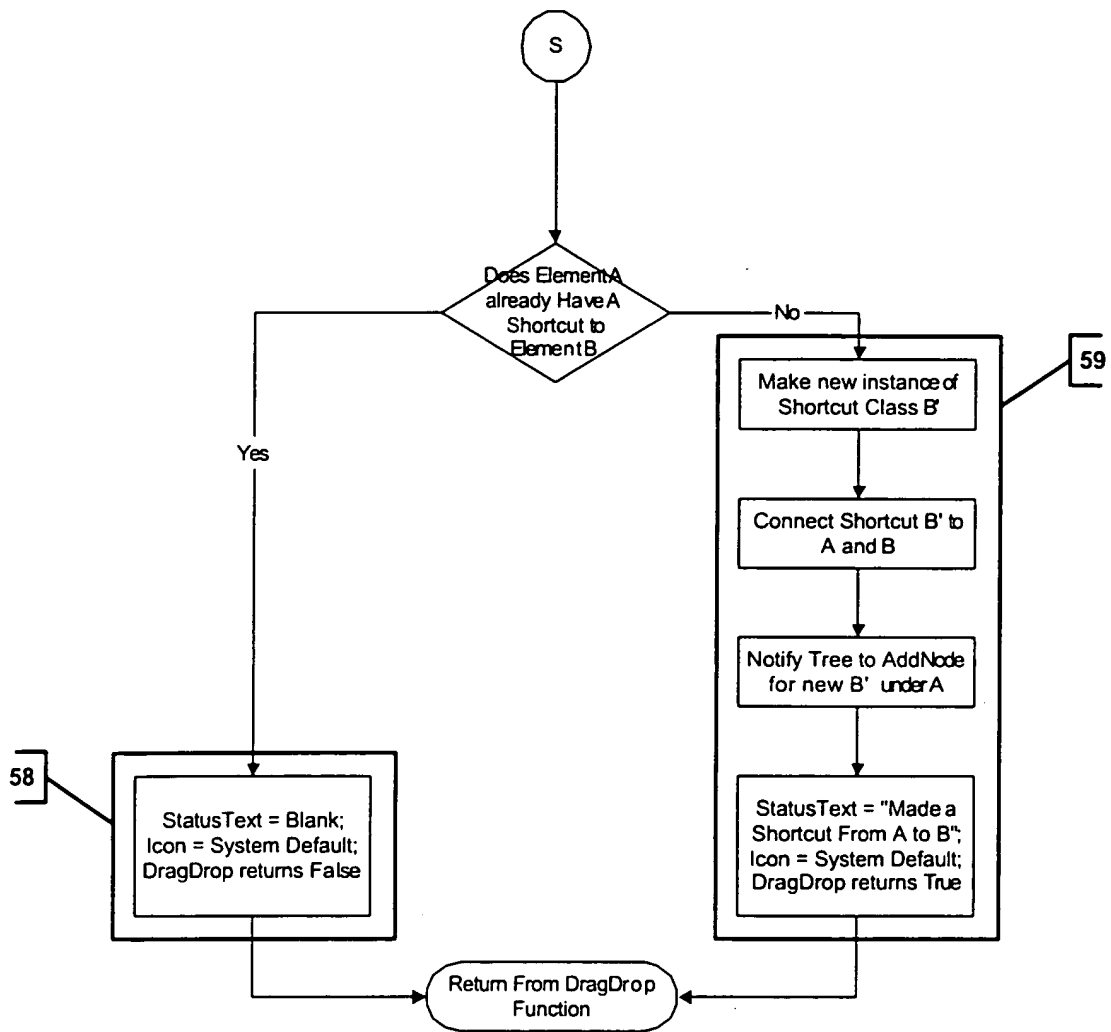 S
Does Element A
already Have A
Shortcut to
Element B
No
Yes
59
Make new instance of
Shortcut Class B'
Connect Shortcut B' to
A and B
Notify Tree to AddNode
for new B' under A
58
StatusText = Blank;
Icon = System Default;
DragDrop returns False
StatusText = "Made a
Shortcut From A to B";
Icon = System Default;
DragDrop returns True
Return From DragDrop
Function